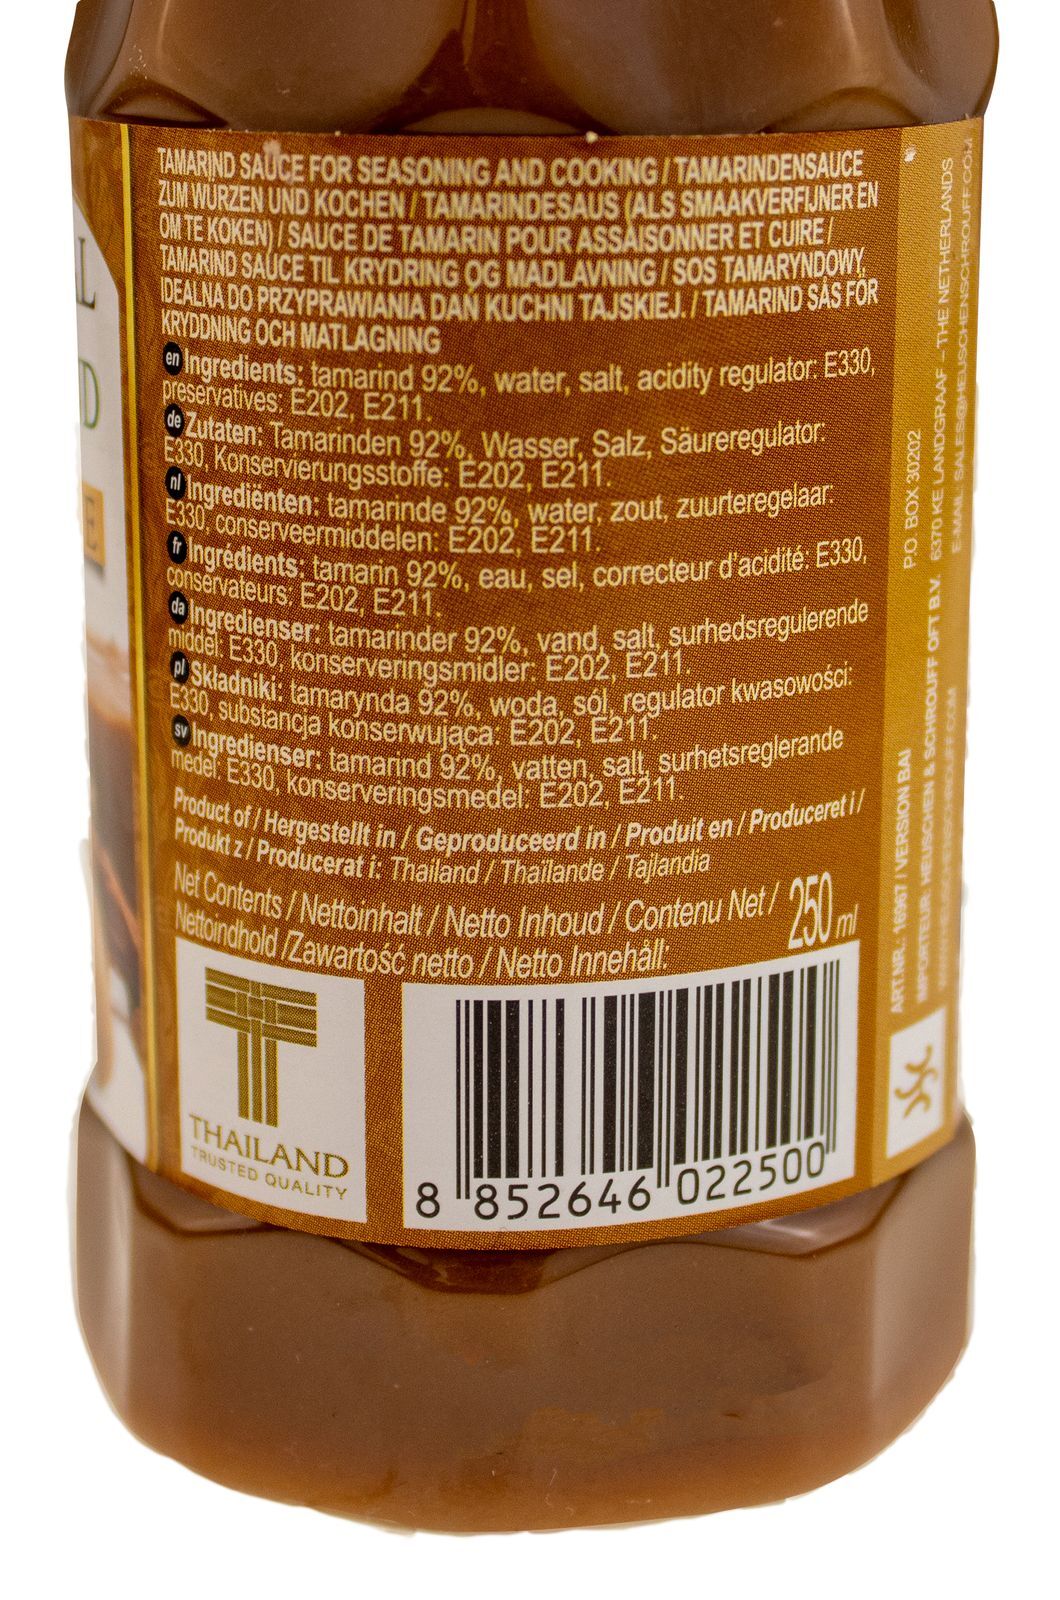 TAMARIND SAUCE FOR SEASONING AND COOKING / TAMARINDENSAUCE
ZUM WÜRZEN UND KOCHEN / TAMARINDESAUS (ALS SMAAKVERFIJNER EN
OM TE KOKEN) / SAUCE DE TAMARIN POUR ASSAISONNER ET CUIRE /
TAMARIND SAUCE TIL KRYDRING OG MADLAVNING / SOS TAMARYNDOWY,
IDEALNA DO PRZYPRAWIANIA DAŃ KUCHNI TAJSKIEJ. / TAMARIND SÅS FÖR
KRYDDNING OCH MATLAGNING
en Ingredients: tamarind 92%, water, salt, acidity regulator: E330,
preservatives: E202, E211.
de Zutaten: Tamarinden 92%, Wasser, Salz, Säureregulator:
E330, Konservierungsstoffe: E202, E211.
nl Ingrediënten: tamarinde 92%, water, zout, zuurteregelaar:
E330, conserveermiddelen: E202, E211.
fr Ingrédients: tamarin 92%, eau, sel, correcteur d'acidité: E330,
conservateurs: E202, E211.
da Ingredienser: tamarinder 92%, vand, salt, surhedsregulerende
middel: E330, konserveringsmidler: E202, E211.
pl Składniki: tamarynda 92%, woda, sól, regulator kwasowości:
E330, substancja konserwująca: E202, E211.
sv Ingredienser: tamarind 92%, vatten, salt, surhetsreglerande
medel: E330, konserveringsmedel: E202, E211.
Product of / Hergestellt in / Geproduceerd in / Produit en / Produceret i /
Produkt z / Producerat i: Thailand / Thaïlande / Tajlandia
Net Contents / Nettoinhalt / Netto Inhoud / Contenu Net /
Nettoindhold /Zawartość netto / Netto Innehåll:
250 ml
T
THAILAND
TRUSTED QUALITY
8 852646 022500
ART.NR. 16967 / VERSION BAI
P.O. BOX 30202
IMPORTEUR: HEUSCHEN & SCHROUFF OFT B.V. 6370 KE LANDGRAAF - THE NETHERLANDS
E-MAIL: SALES@HEUSCHENSCHROUFF.COM